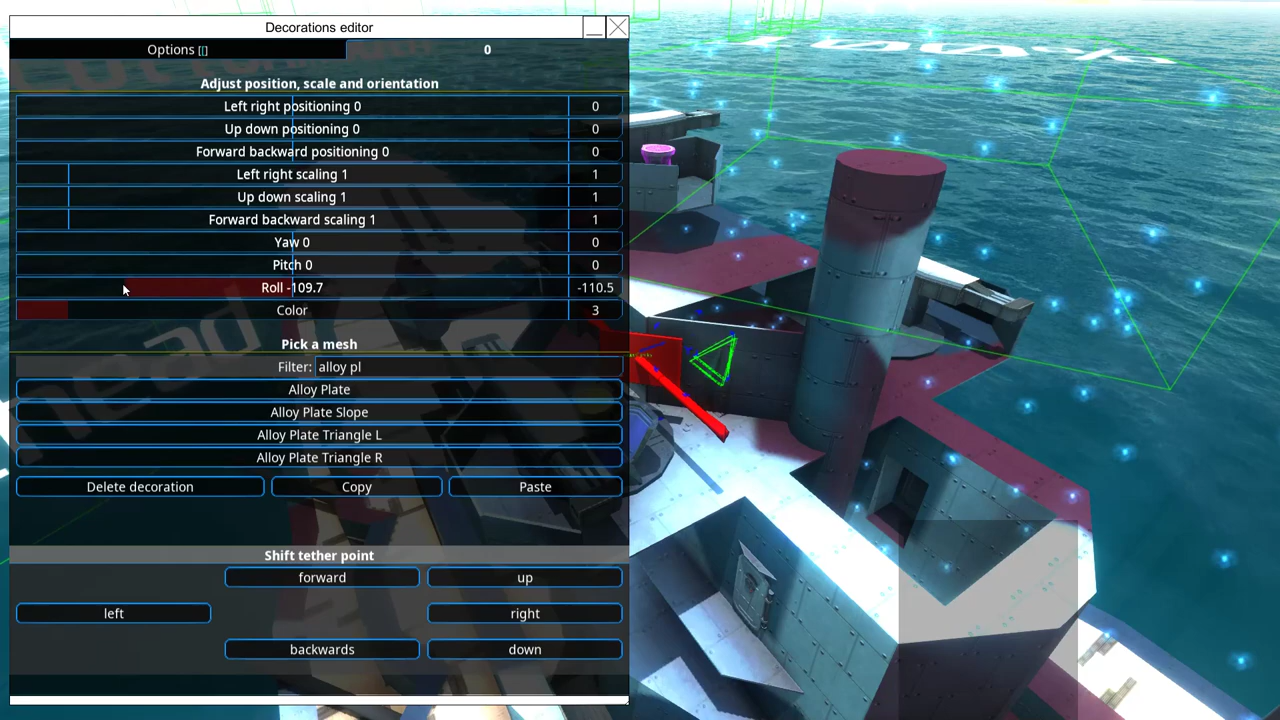 Decorations editor
Options [[]
0
Adjust position, scale and orientation
Left right positioning 0
0
Up down positioning 0
0
Forward backward positioning 0
0
Left right scaling 1
1
Up down scaling 1
1
Forward backward scaling 1
1
Yaw 0
0
Pitch 0
0
Roll -109.7
-110.5
Color
3
Pick a mesh
Filter: alloy pl
Alloy Plate
Alloy Plate Slope
Alloy Plate Triangle L
Alloy Plate Triangle R
Delete decoration
Copy
Paste
Shift tether point
forward
up
left
right
backwards
down